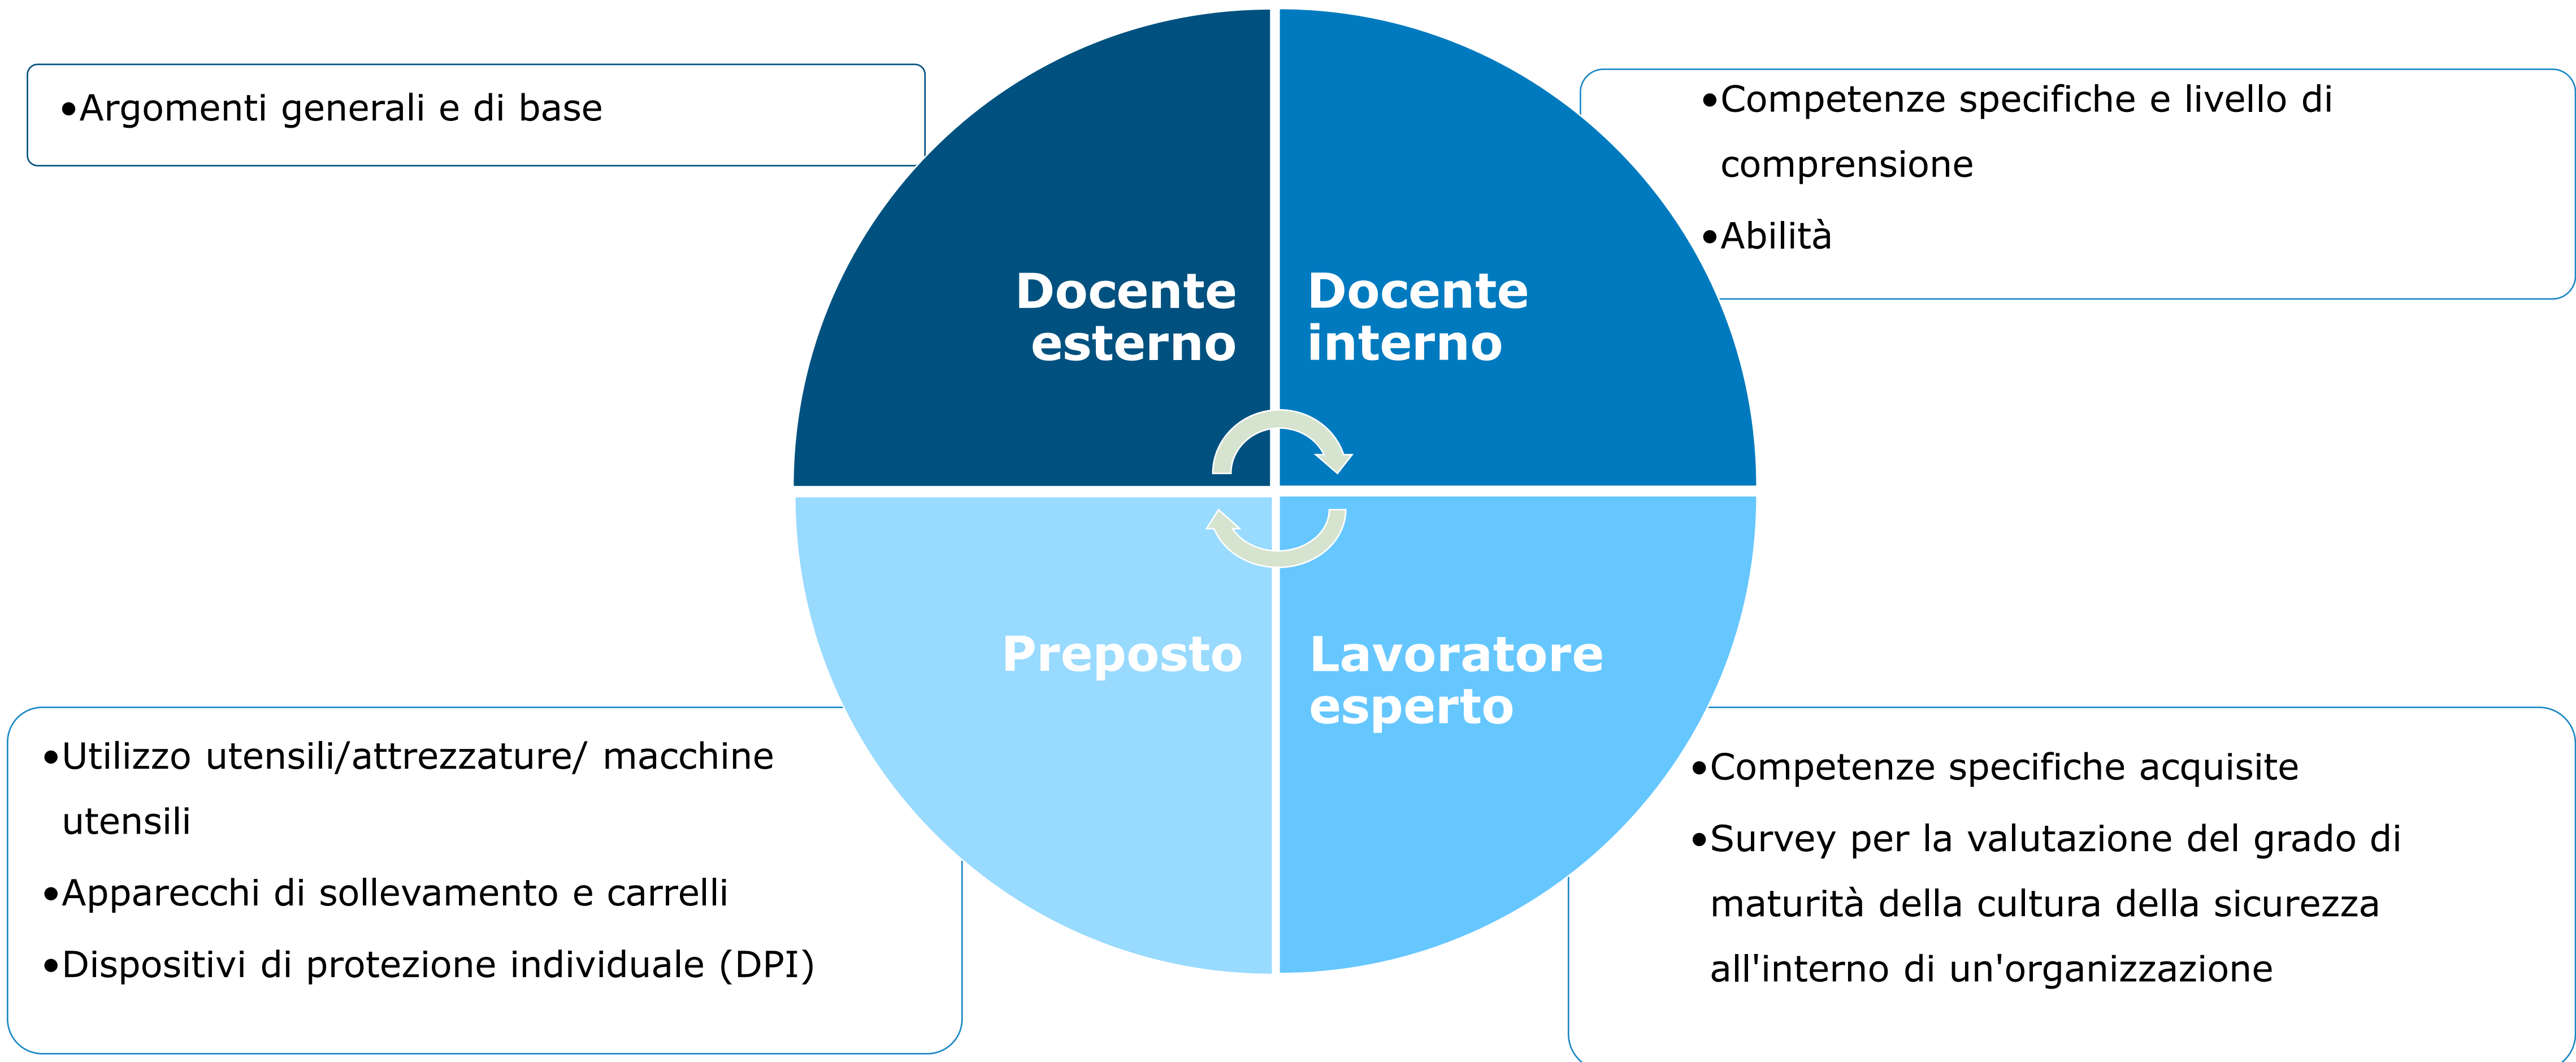 •Argomenti generali e di base
•Competenze specifiche e livello di
comprensione
•Abilità
Docente
esterno
Docente
interno
Preposto
Lavoratore
esperto
•Utilizzo utensili/attrezzature/ macchine
utensili
•Apparecchi di sollevamento e carrelli
•Dispositivi di protezione individuale (DPI)
•Competenze specifiche acquisite
•Survey per la valutazione del grado di
maturità della cultura della sicurezza
all'interno di un'organizzazione